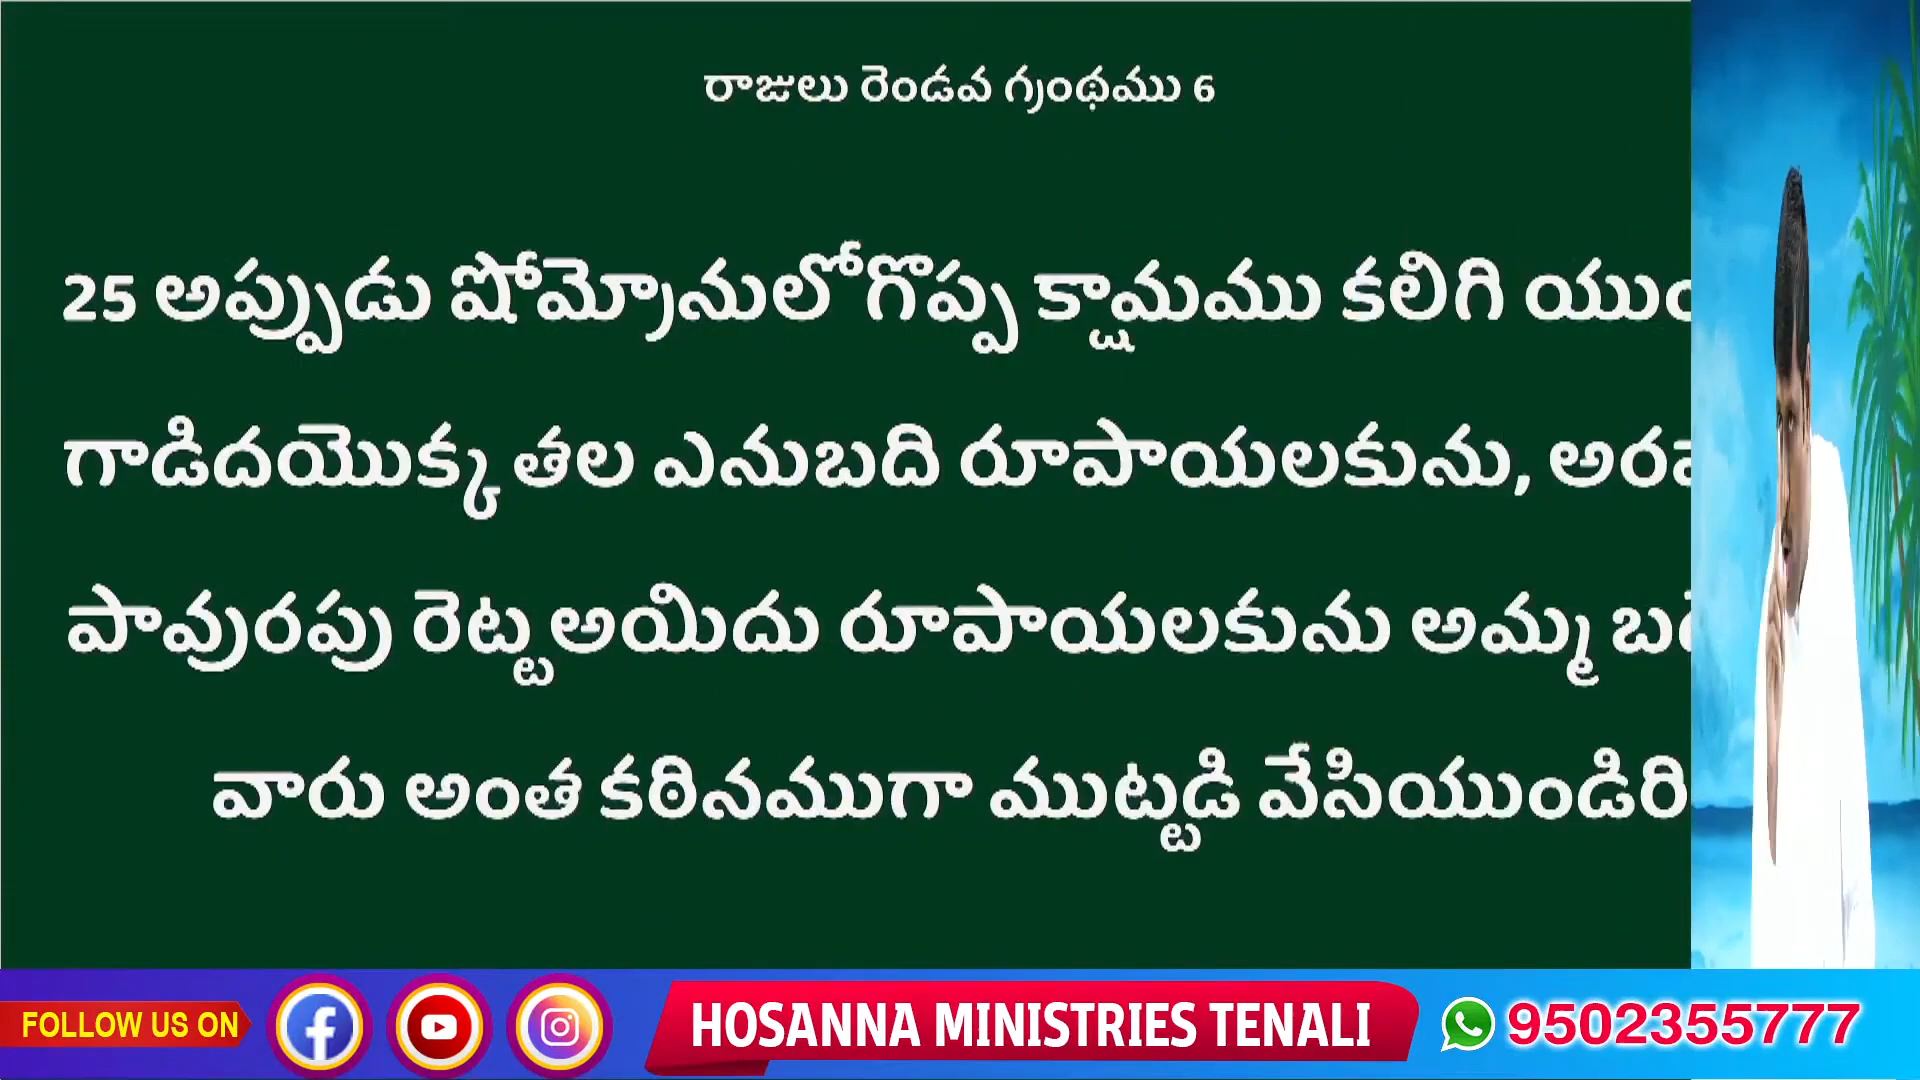 రాజులు రెండవ గ్రంథము 6
25 అప్పుడు షోమ్రోనులోగొప్ప క్షామము కలిగి
గాడిదయొక్క తల ఎనుబది రూపాయలకును,
పావురపు రెట్ట అయిదు రూపాయలకును అమ్మ
వారు అంత కఠినముగా ముట్టడి వేసియుండిరి
FOLLOW US ON
HOSANNA MINISTRIES TENALI
9502355777